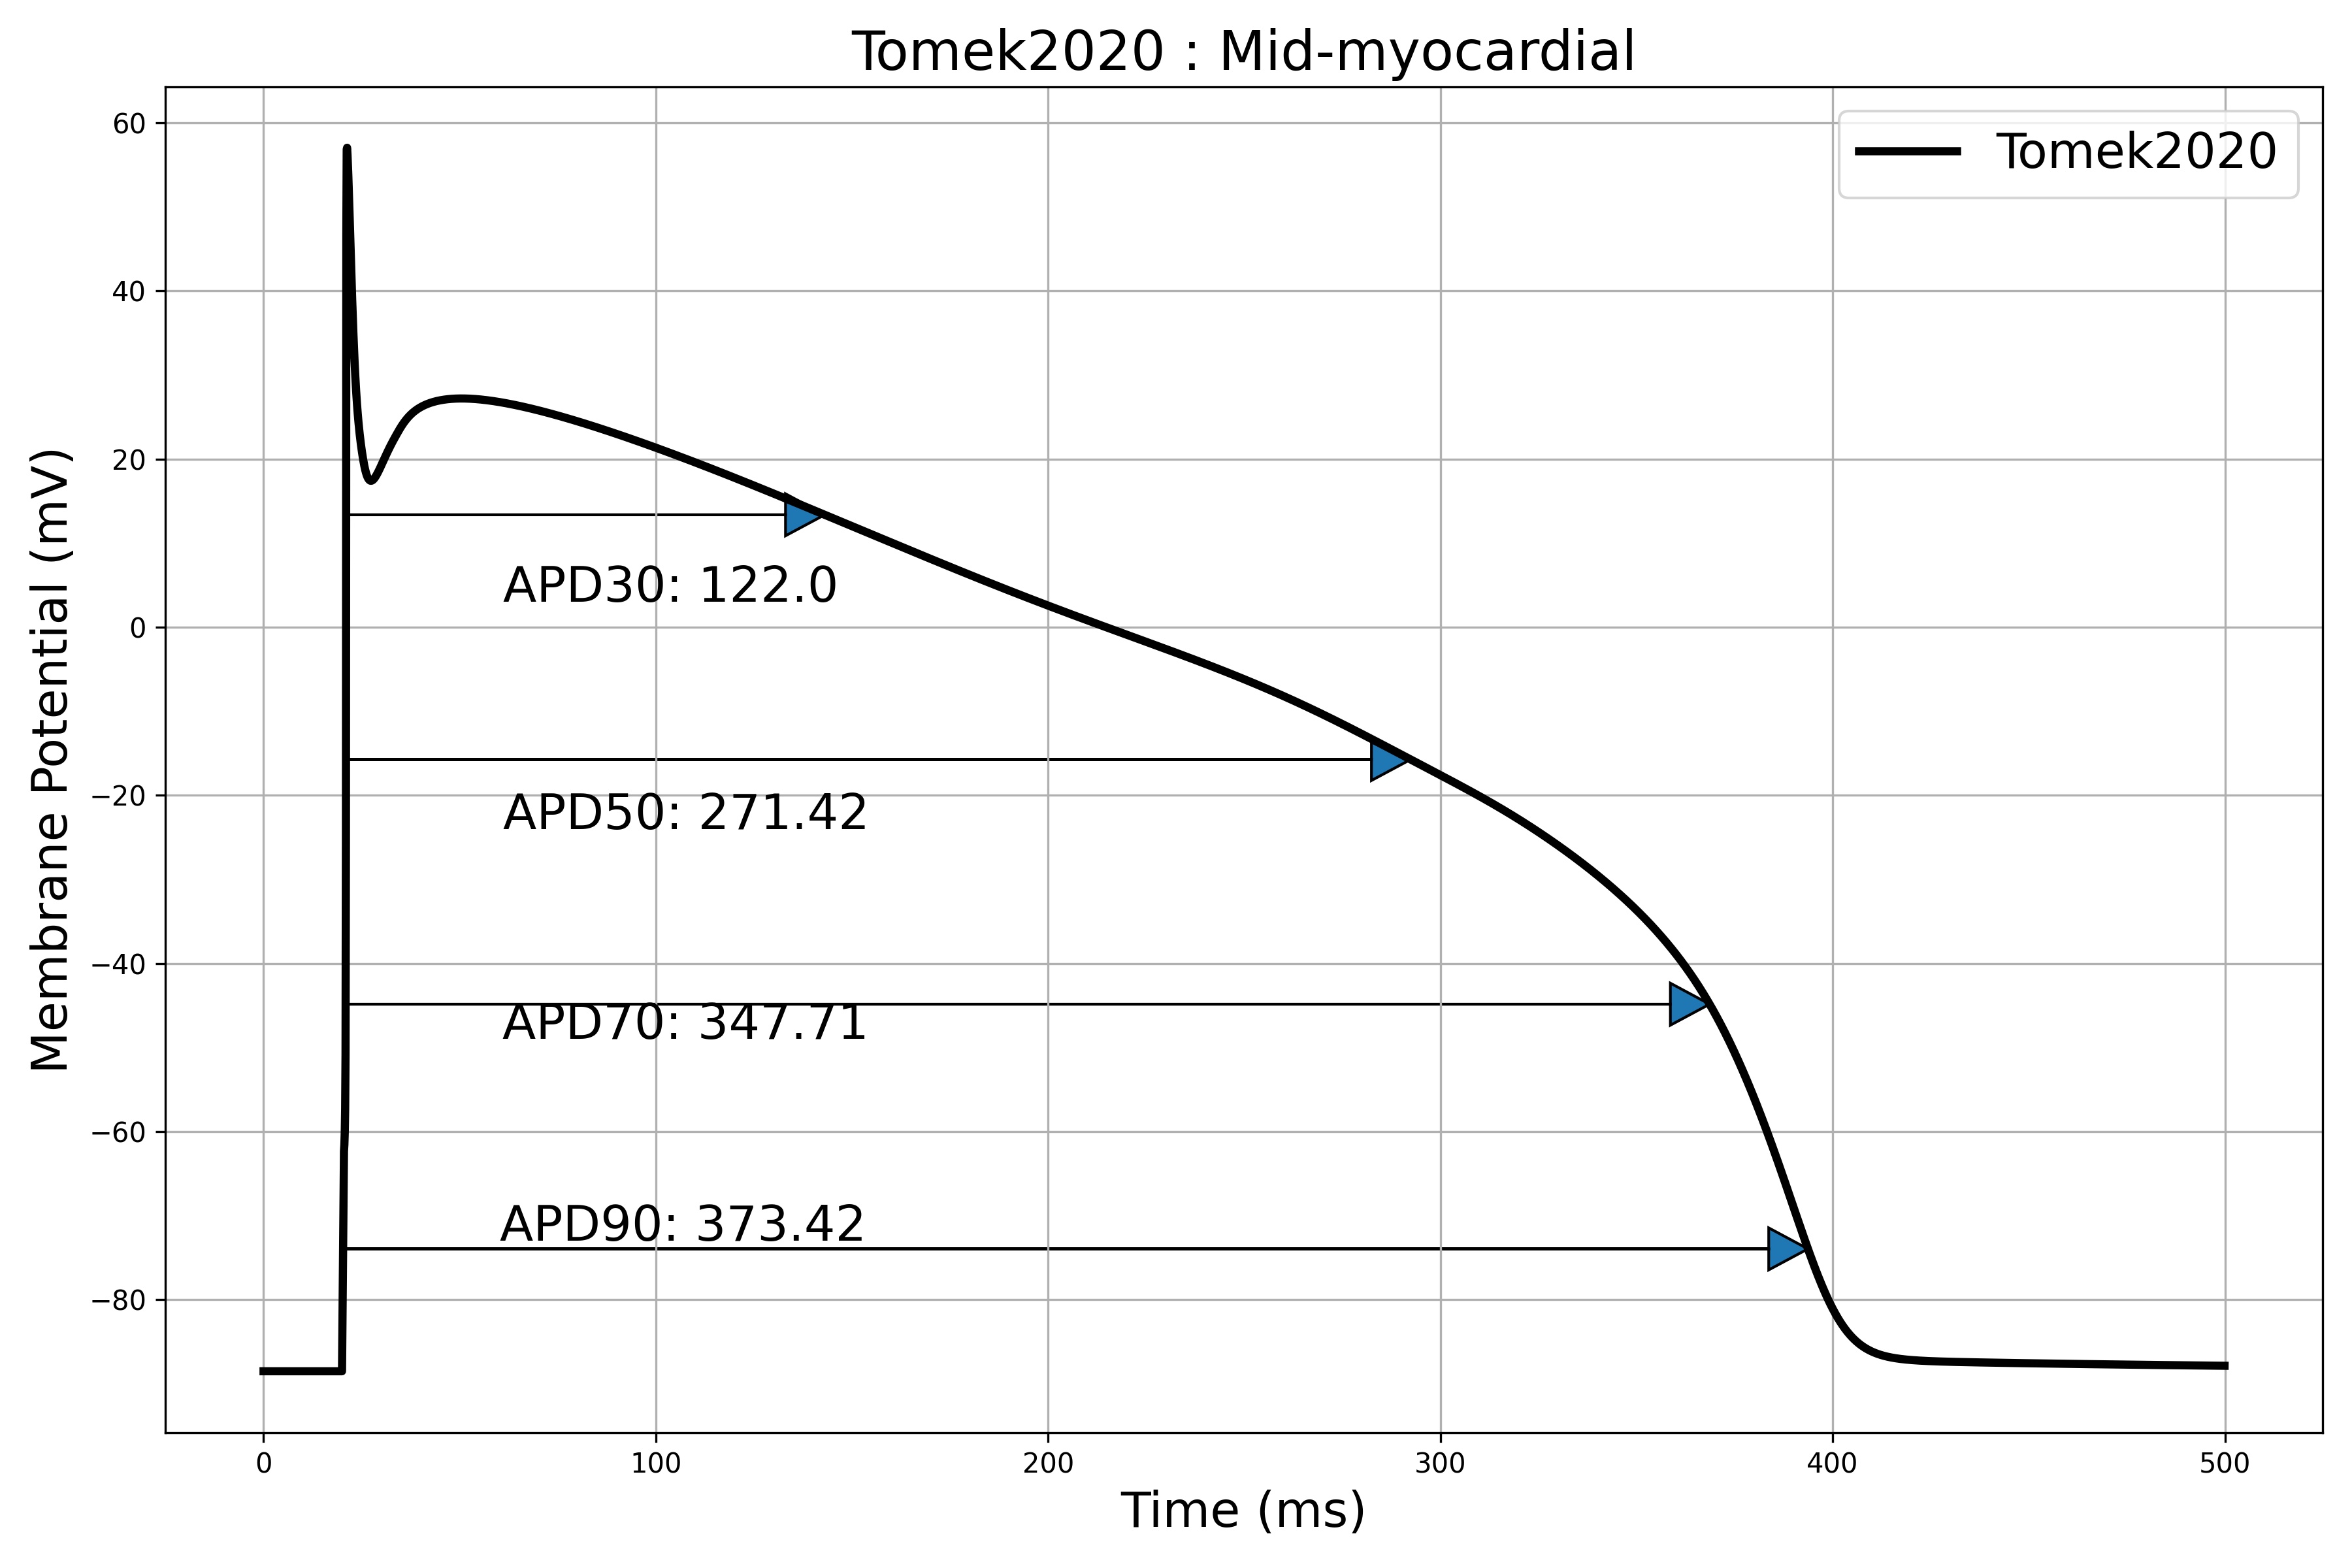 Tomek2020 : Mid-myocardial
Tomek2020
Membrane Potential (mV)
60
40
20
0
−20
−40
−60
−80
APD30: 122.0
APD50: 271.42
APD70: 347.71
APD90: 373.42
0 100 200 300 400 500
Time (ms)